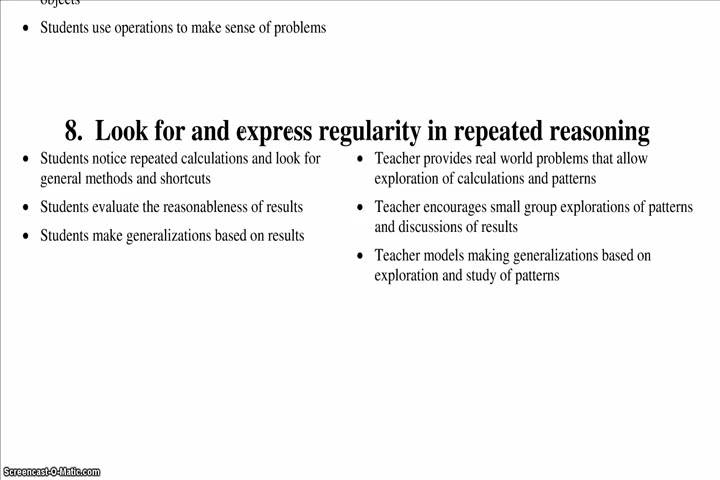 objects
• Students use operations to make sense of problems
8. Look for and express regularity in repeated reasoning
• Students notice repeated calculations and look for
general methods and shortcuts
• Students evaluate the reasonableness of results
• Students make generalizations based on results
• Teacher provides real world problems that allow
exploration of calculations and patterns
• Teacher encourages small group explorations of patterns
and discussions of results
• Teacher models making generalizations based on
exploration and study of patterns
Screencast-O-Matic.com